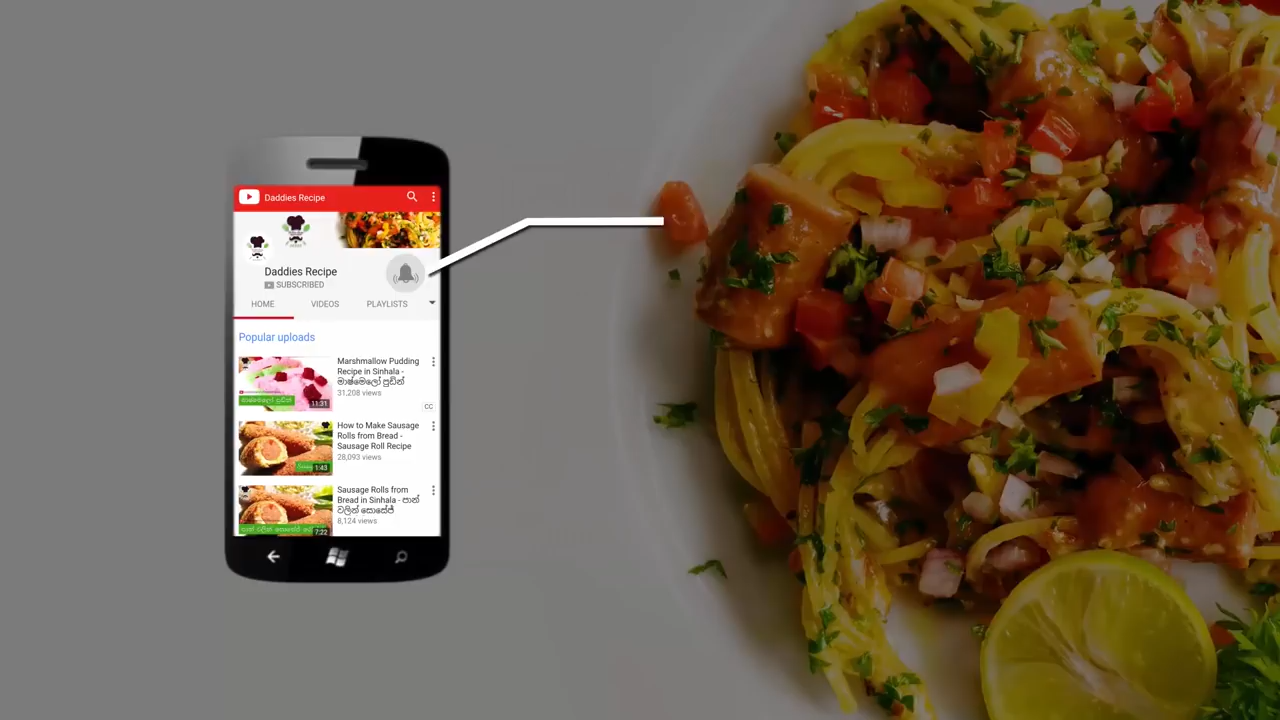 Daddies Recipe
Daddies Recipe
SUBSCRIBED
HOME VIDEOS PLAYLISTS
Popular uploads
Marshmallow Pudding
Recipe in Sinhala -
මාෂ්මෙලෝ පුඩින්
31,208 views
CC
මාෂ්මෙලෝ පුඩින්
11:31
How to Make Sausage
Rolls from Bread -
Sausage Roll Recipe
28,093 views
1:43
Sausage Rolls from
Bread in Sinhala - පාන්
වලින් සොසේජ්
8,124 views
පාන් වලින් සොසේජ්
7:22